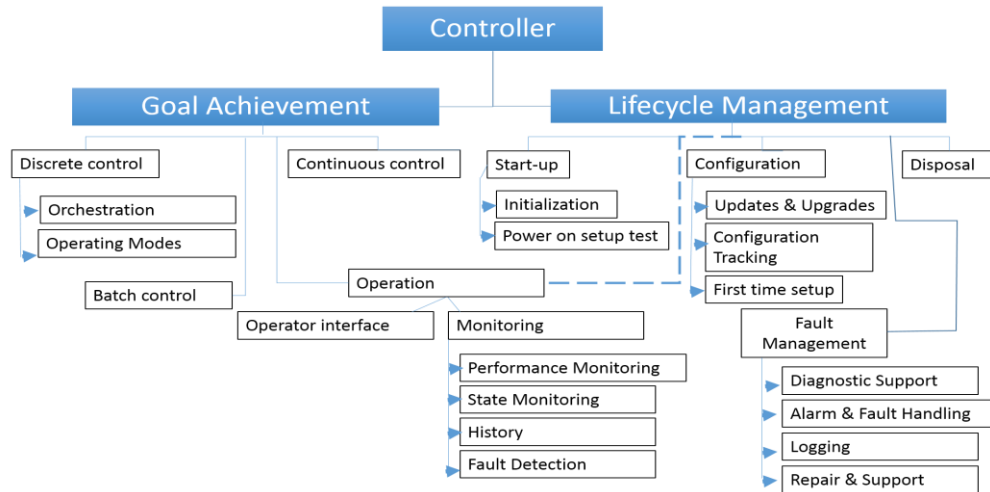 Controller
Goal Achievement
Lifecycle Management
Discrete control
Continuous control
Start-up
Configuration
Disposal
Orchestration
Operating Modes
Initialization
Power on setup test
Updates & Upgrades
Configuration
Tracking
First time setup
Batch control
Operation
Operator interface
Monitoring
Fault
Management
Performance Monitoring
State Monitoring
History
Fault Detection
Diagnostic Support
Alarm & Fault Handling
Logging
Repair & Support